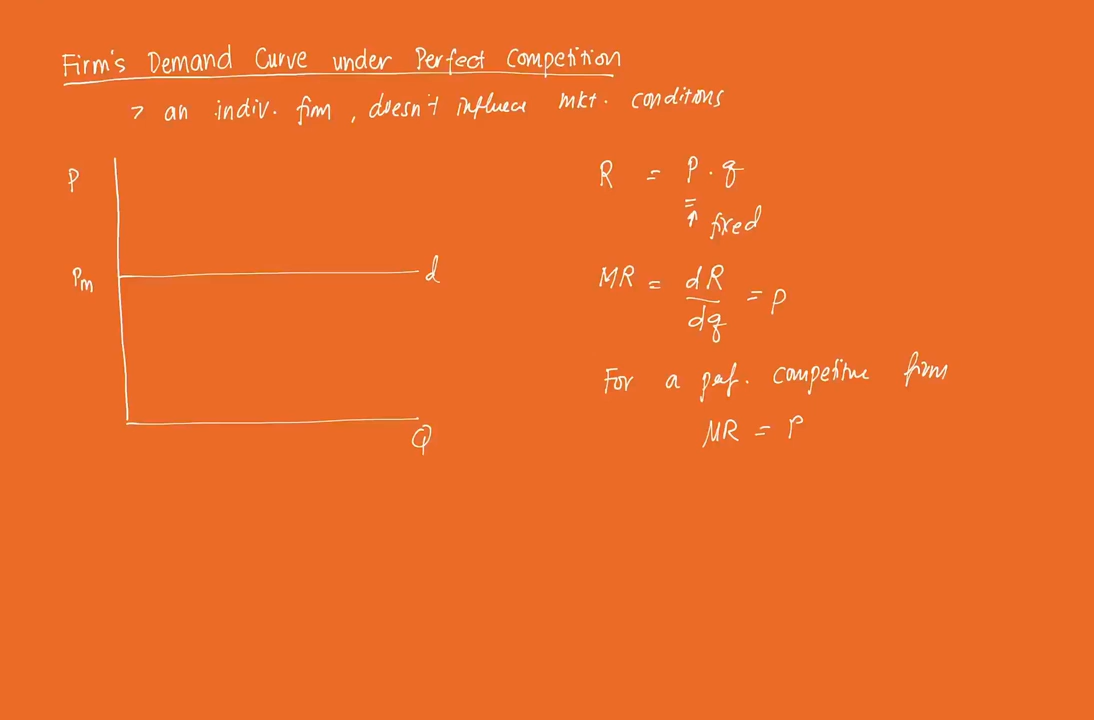 Firm's Demand Curve under Perfect Competition
> an indiv. firm, doesn't influence mkt. conditions
P
Pm
d
Q
R = P · q
= ↑ fixed
MR = dR/dq = P
For a perf. competitive firm
MR = P